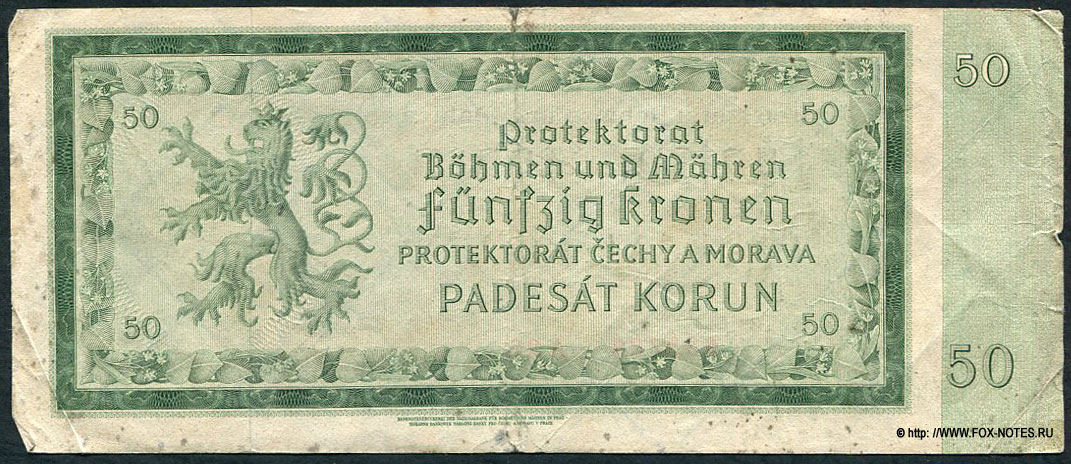 50
50
50
Protektorat
Böhmen und Mähren
Fünfzig Kronen
PROTEKTORÁT ČECHY A MORAVA
PADESÁT KORUN
50
50
50
© http: //WWW.FOX-NOTES.RU